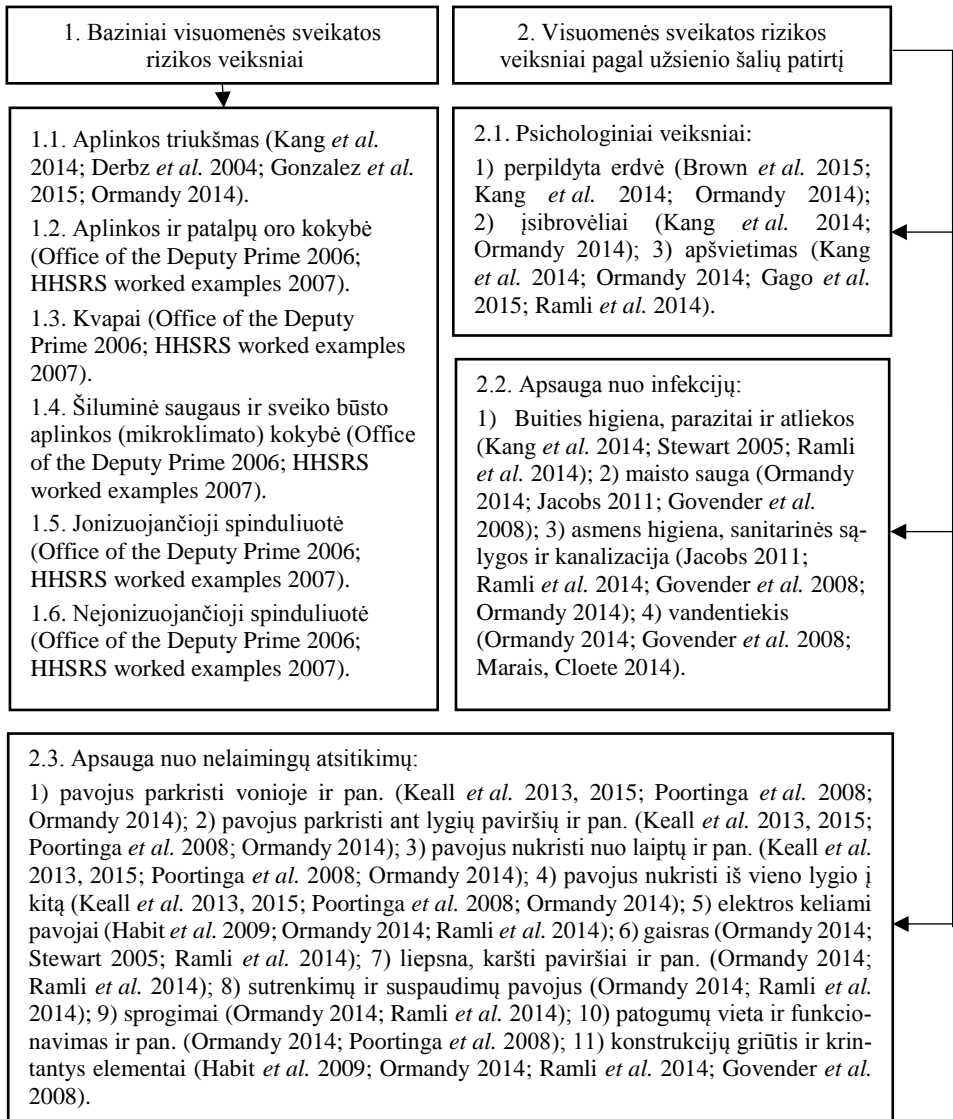 1. Baziniai visuomenės sveikatos
rizikos veiksniai
2. Visuomenės sveikatos rizikos
veiksniai pagal užsienio šalių patirtį
1.1. Aplinkos triukšmas (Kang et al.
2014; Derbz et al. 2004; Gonzalez et al.
2015; Ormandy 2014).
1.2. Aplinkos ir patalpų oro kokybė
(Office of the Deputy Prime 2006;
HHSRS worked examples 2007).
1.3. Kvapai (Office of the Deputy
Prime 2006; HHSRS worked examples
2007).
1.4. Šiluminė saugaus ir sveiko būsto
aplinkos (mikroklimato) kokybė (Office
of the Deputy Prime 2006; HHSRS
worked examples 2007).
1.5. Jonizuojančioji spinduliuotė
(Office of the Deputy Prime 2006;
HHSRS worked examples 2007).
1.6. Nejonizuojančioji spinduliuotė
(Office of the Deputy Prime 2006;
HHSRS worked examples 2007).
2.1. Psichologiniai veiksniai:
1) perpildyta erdvė (Brown et al. 2015;
Kang et al. 2014; Ormandy 2014);
2) įsibrovėliai (Kang et al. 2014;
Ormandy 2014); 3) apšvietimas (Kang
et al. 2014; Ormandy 2014; Gago et al.
2015; Ramli et al. 2014).
2.2. Apsauga nuo infekcijų:
1) Buities higiena, parazitai ir atliekos
(Kang et al. 2014; Stewart 2005; Ramli
et al. 2014); 2) maisto sauga (Ormandy
2014; Jacobs 2011; Govender et al.
2008); 3) asmens higiena, sanitarinės są-
lygos ir kanalizacija (Jacobs 2011;
Ramli et al. 2014; Govender et al. 2008;
Ormandy 2014); 4) vandentiekis
(Ormandy 2014; Govender et al. 2008;
Marais, Cloete 2014).
2.3. Apsauga nuo nelaimingų atsitikimų:
1) pavojus parkristi vonioje ir pan. (Keall et al. 2013, 2015; Poortinga et al. 2008;
Ormandy 2014); 2) pavojus parkristi ant lygių paviršių ir pan. (Keall et al. 2013, 2015;
Poortinga et al. 2008; Ormandy 2014); 3) pavojus nukristi nuo laiptų ir pan. (Keall et al.
2013, 2015; Poortinga et al. 2008; Ormandy 2014); 4) pavojus nukristi iš vieno lygio į
kitą (Keall et al. 2013, 2015; Poortinga et al. 2008; Ormandy 2014); 5) elektros keliami
pavojai (Habit et al. 2009; Ormandy 2014; Ramli et al. 2014); 6) gaisras (Ormandy 2014;
Stewart 2005; Ramli et al. 2014); 7) liepsna, karšti paviršiai ir pan. (Ormandy 2014;
Ramli et al. 2014); 8) sutrenkimų ir suspaudimų pavojus (Ormandy 2014; Ramli et al.
2014); 9) sprogimai (Ormandy 2014; Ramli et al. 2014); 10) patogumų vieta ir funkcio-
navimas ir pan. (Ormandy 2014; Poortinga et al. 2008); 11) konstrukcijų griūtis ir krin-
tantys elementai (Habit et al. 2009; Ormandy 2014; Ramli et al. 2014; Govender et al.
2008).